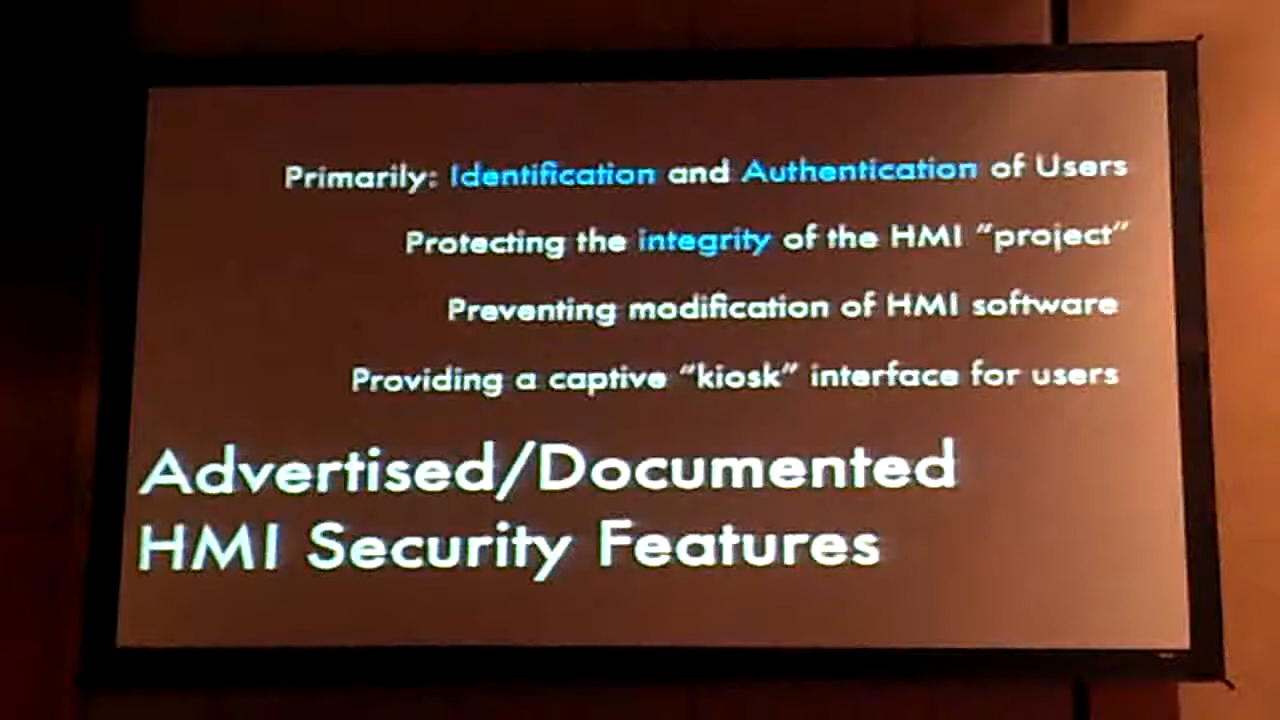 Primarily: Identification and Authentication of Users
Protecting the integrity of the HMI “project”
Preventing modification of HMI software
Providing a captive “kiosk” interface for users
Advertised/Documented
HMI Security Features